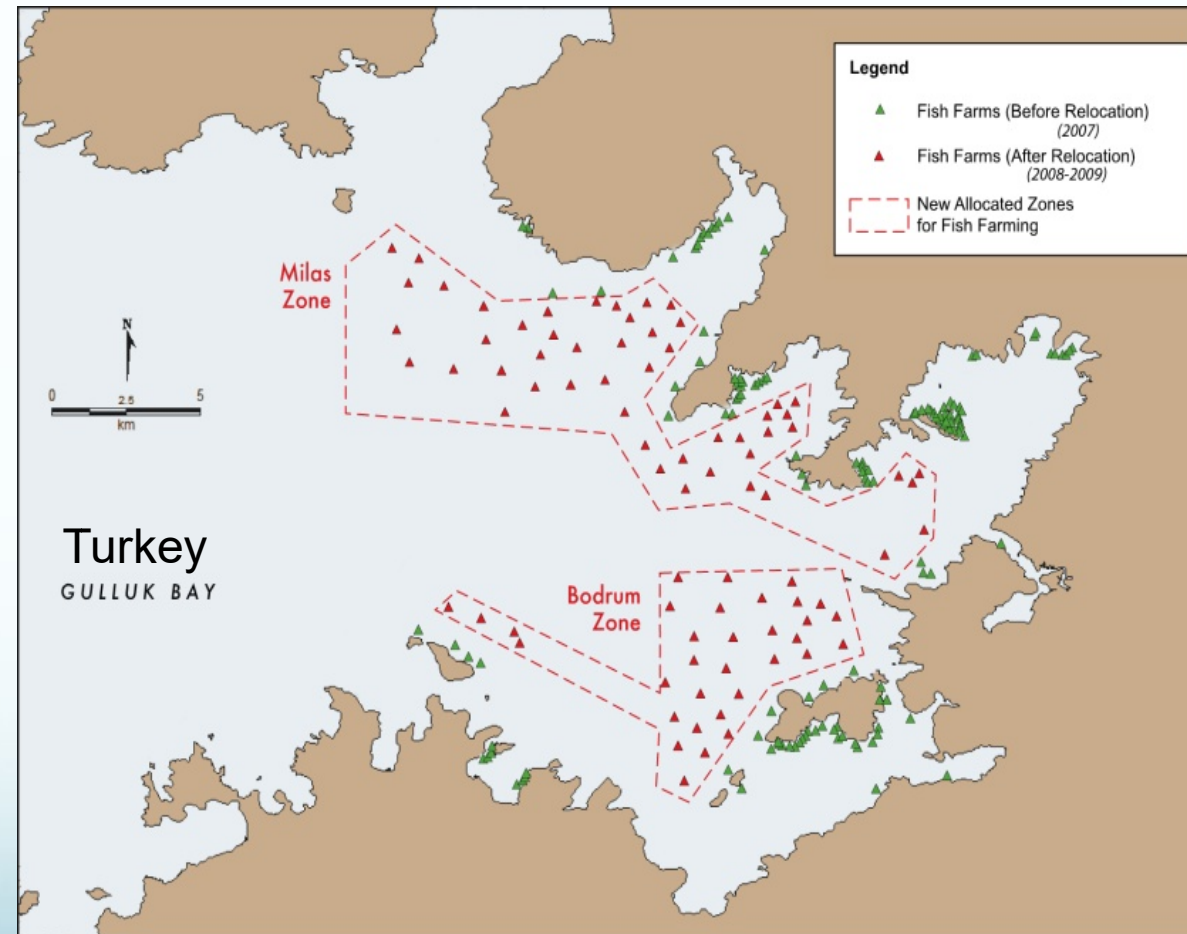 Legend
Fish Farms (Before Relocation)
(2007)
Fish Farms (After Relocation)
(2008-2009)
New Allocated Zones
for Fish Farming
Milas
Zone
N
0 2.5 5
km
Turkey
GULLUK BAY
Bodrum
Zone